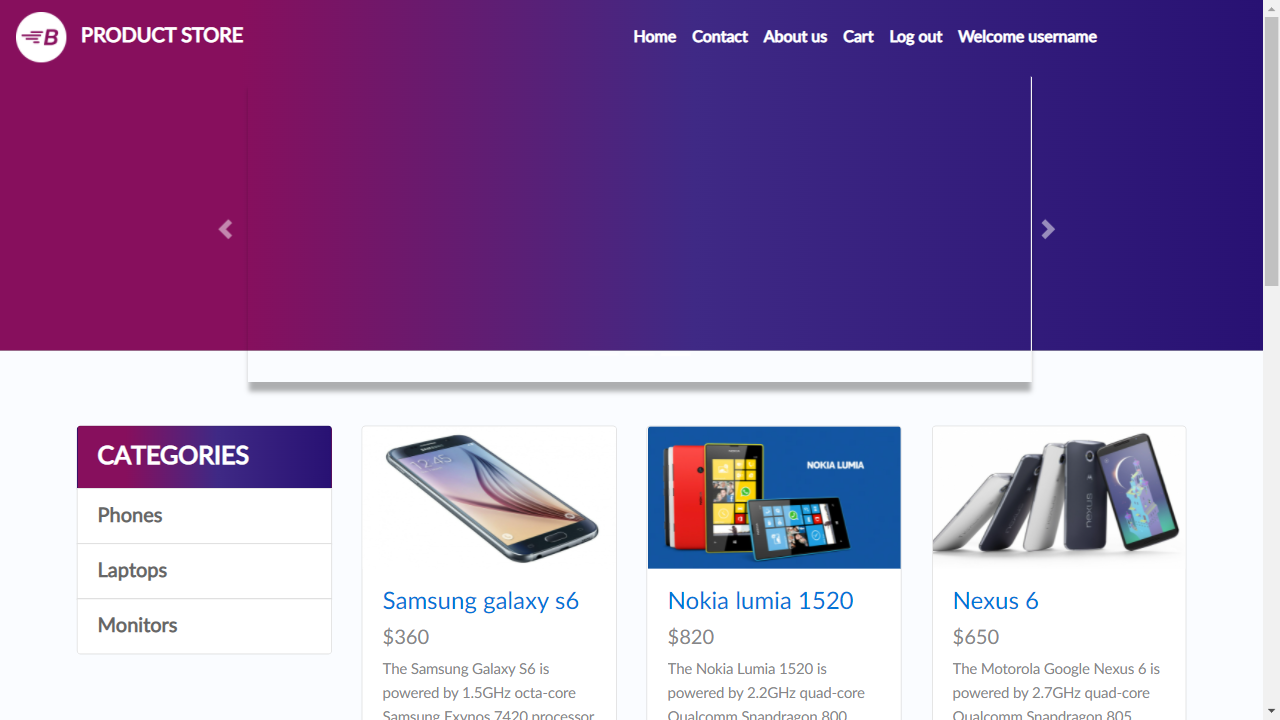 B PRODUCT STORE
Home Contact About us Cart Log out Welcome username
CATEGORIES
Phones
Laptops
Monitors
12:45
Samsung galaxy s6
$360
The Samsung Galaxy S6 is
powered by 1.5GHz octa-core
Samsung Exynos 7420 processor
NOKIA LUMIA
Nokia lumia 1520
$820
The Nokia Lumia 1520 is
powered by 2.2GHz quad-core
Qualcomm Snapdragon 800
nexus
Nexus 6
$650
The Motorola Google Nexus 6 is
powered by 2.7GHz quad-core
Qualcomm Snapdragon 805